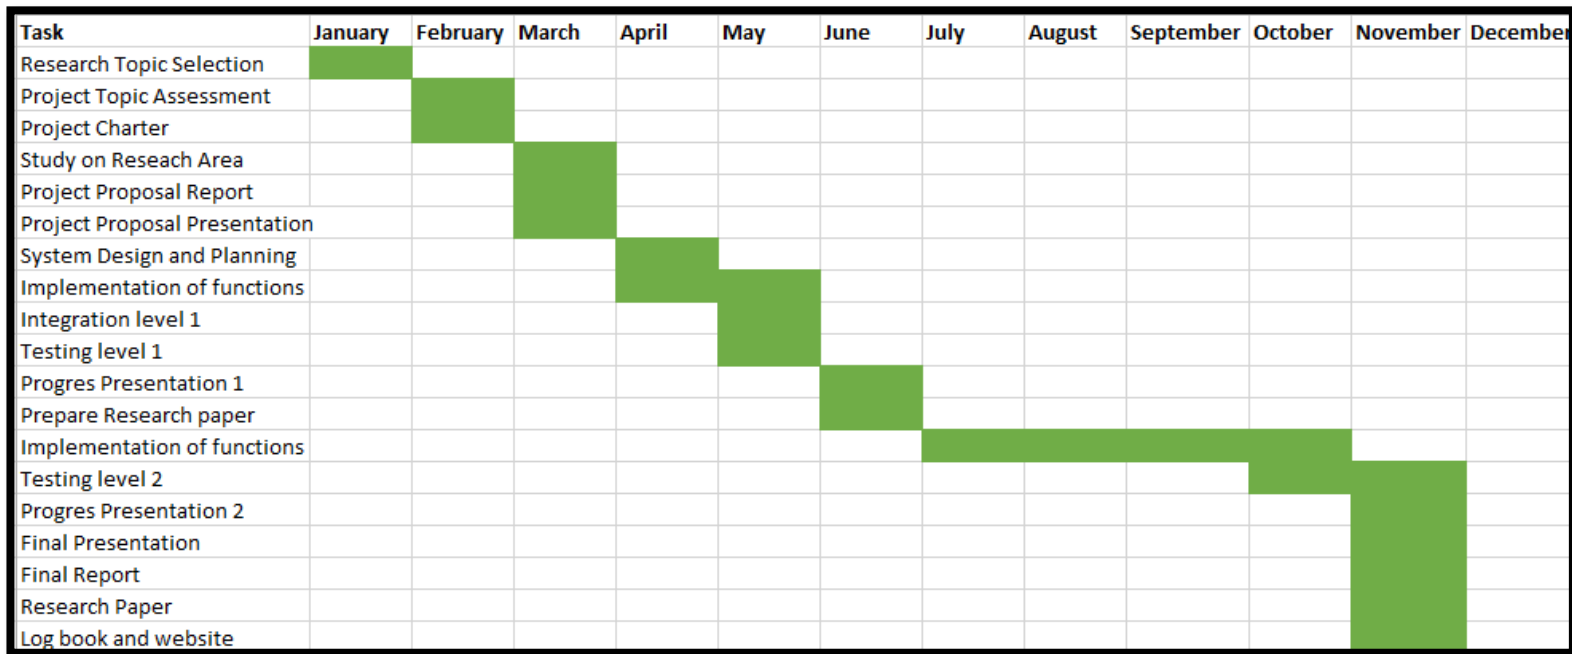 Task January February March April May June July August September October November December
Research Topic Selection
Project Topic Assessment
Project Charter
Study on Reseach Area
Project Proposal Report
Project Proposal Presentation
System Design and Planning
Implementation of functions
Integration level 1
Testing level 1
Progres Presentation 1
Prepare Research paper
Implementation of functions
Testing level 2
Progres Presentation 2
Final Presentation
Final Report
Research Paper
Log book and website